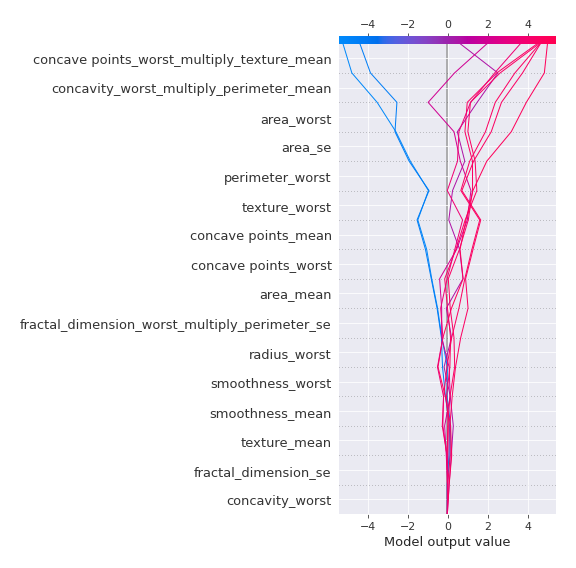 −4 −2 0 2 4
concave points_worst_multiply_texture_mean
concavity_worst_multiply_perimeter_mean
area_worst
area_se
perimeter_worst
texture_worst
concave points_mean
concave points_worst
area_mean
fractal_dimension_worst_multiply_perimeter_se
radius_worst
smoothness_worst
smoothness_mean
texture_mean
fractal_dimension_se
concavity_worst
−4 −2 0 2 4
Model output value